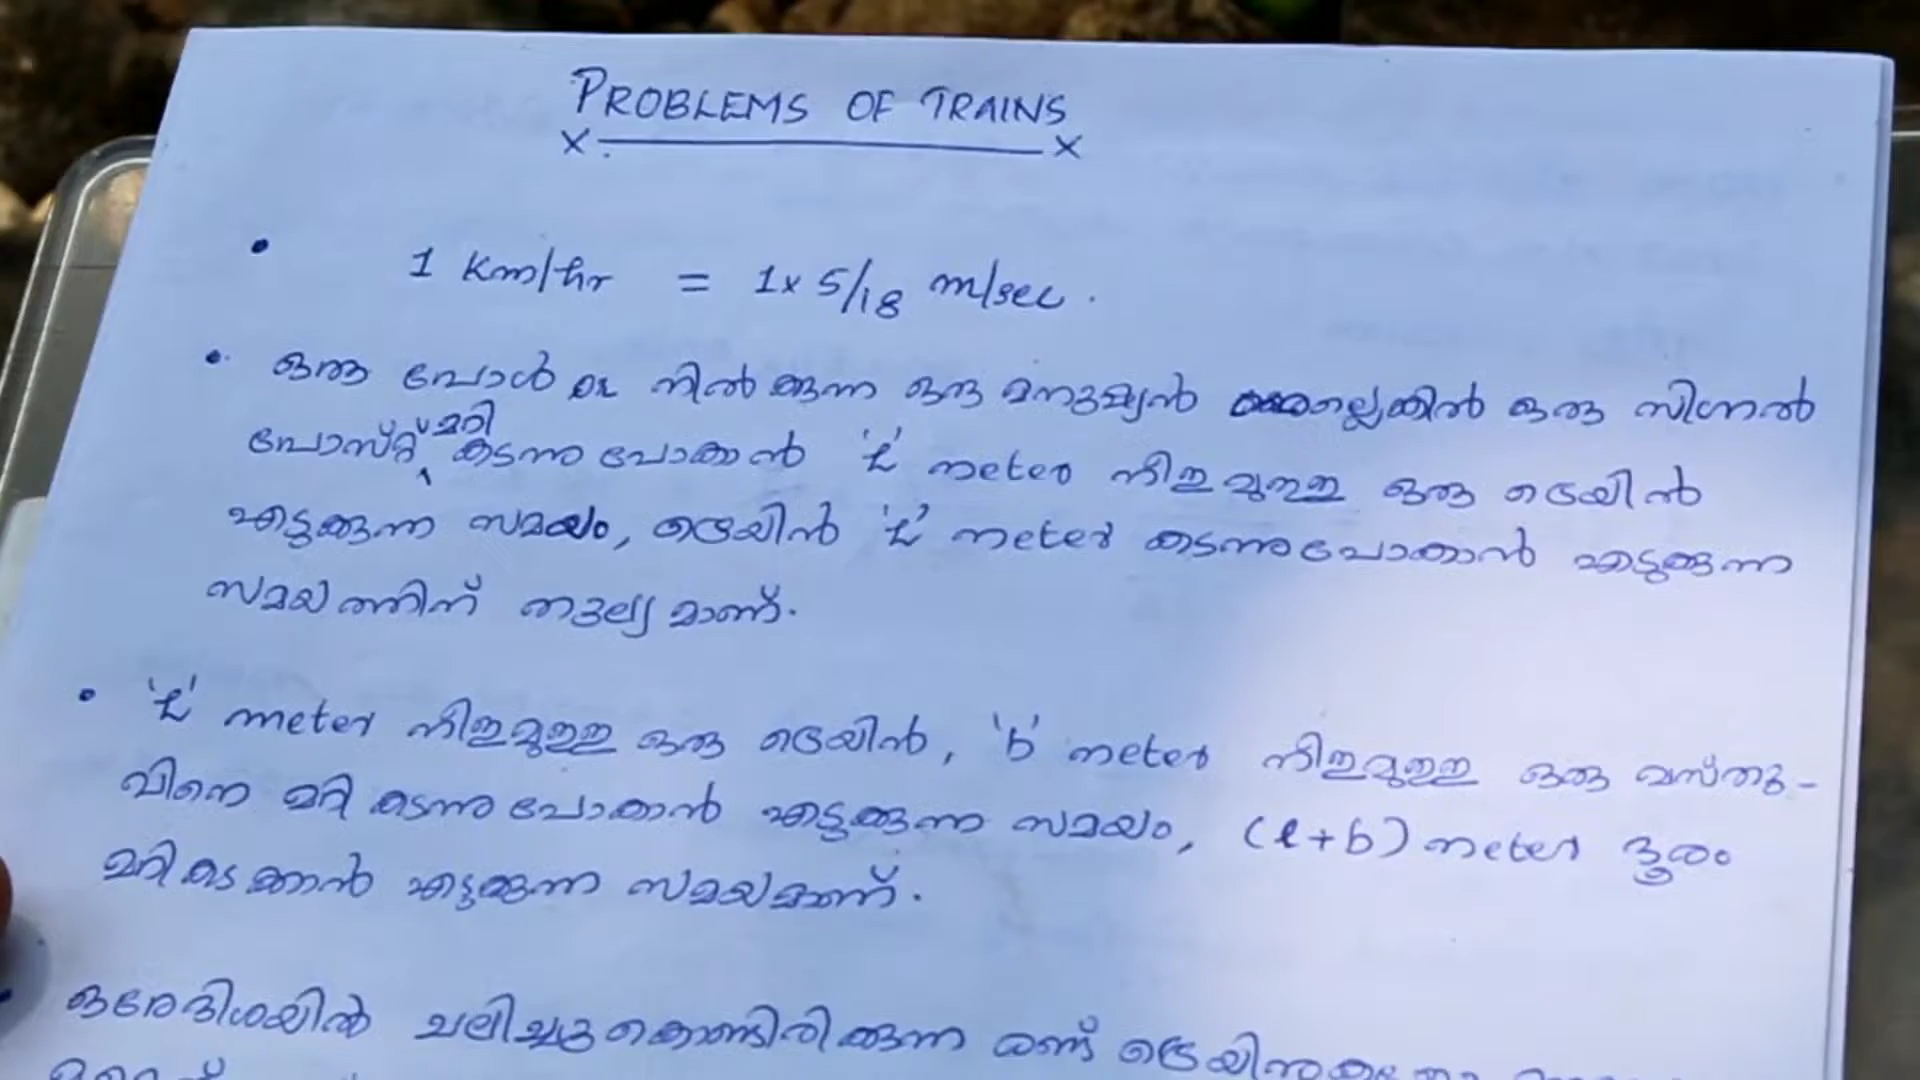 PROBLEMS OF TRAINS
1 Km/hr = 1x 5/18 m/sec.
ഒരു പോൾ or നിൽക്കുന്ന ഒരു മനുഷ്യൻ അല്ലെങ്കിൽ ഒരു സിഗ്നൽ
പോസ്റ്റ് മറി കടന്നു പോകാൻ 'l' meter നീളമുള്ള ഒരു ട്രെയിൻ
എടുക്കുന്ന സമയം, ട്രെയിൻ 'l' meter കടന്നുപോകാൻ എടുക്കുന്ന
സമയത്തിന് തുല്യമാണ്.
'l' meter നീളമുള്ള ഒരു ട്രെയിൻ, 'b' meter നീളമുള്ള ഒരു വസ്തു-
വിനെ മറി കടന്നു പോകാൻ എടുക്കുന്ന സമയം, (l+b) meter ദൂരം
മറികടക്കാൻ എടുക്കുന്ന സമയമാണ്.
ഒരേദിശയിൽ ചലിച്ചുകൊണ്ടിരിക്കുന്ന രണ്ട്